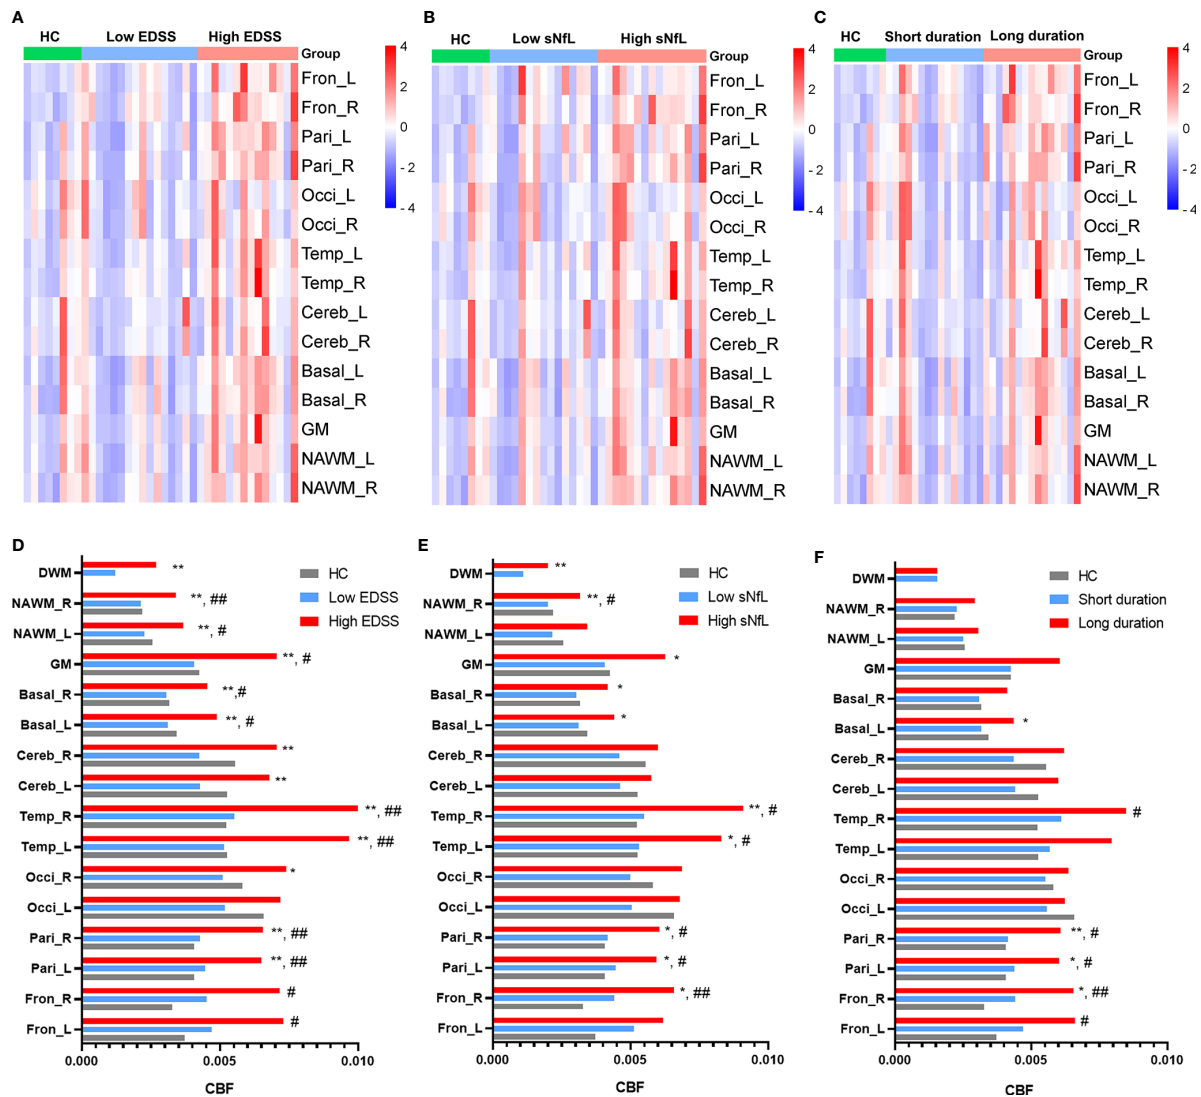 A
HC
Low EDSS
High EDSS
Group
Fron_L
Fron_R
Pari_L
Pari_R
Occi_L
Occi_R
Temp_L
Temp_R
Cereb_L
Cereb_R
Basal_L
Basal_R
GM
NAWM_L
NAWM_R
4
2
0
- 2
- 4
B
HC
Low sNfL
High sNfL
Group
Fron_L
Fron_R
Pari_L
Pari_R
Occi_L
Occi_R
Temp_L
Temp_R
Cereb_L
Cereb_R
Basal_L
Basal_R
GM
NAWM_L
NAWM_R
4
2
0
- 2
- 4
C
HC
Short duration
Long duration
Group
Fron_L
Fron_R
Pari_L
Pari_R
Occi_L
Occi_R
Temp_L
Temp_R
Cereb_L
Cereb_R
Basal_L
Basal_R
GM
NAWM_L
NAWM_R
4
2
0
- 2
- 4
D
DWM **
NAWM_R **, ##
NAWM_L **, #
GM **, #
Basal_R **,#
Basal_L **, #
Cereb_R **
Cereb_L **
Temp_R **, ##
Temp_L **, ##
Occi_R *
Occi_L
Pari_R **, ##
Pari_L **, ##
Fron_R #
Fron_L #
HC
Low EDSS
High EDSS
0.000 0.005 0.010
CBF
E
DWM **
NAWM_R **, #
NAWM_L
GM *
Basal_R *
Basal_L *
Cereb_R
Cereb_L
Temp_R **, #
Temp_L *, #
Occi_R
Occi_L
Pari_R *, #
Pari_L *, #
Fron_R *, ##
Fron_L
HC
Low sNfL
High sNfL
0.000 0.005 0.010
CBF
F
DWM
NAWM_R
NAWM_L
GM
Basal_R
Basal_L *
Cereb_R
Cereb_L
Temp_R #
Temp_L
Occi_R
Occi_L
Pari_R **, #
Pari_L *, #
Fron_R *, ##
Fron_L #
HC
Short duration
Long duration
0.000 0.005 0.010
CBF